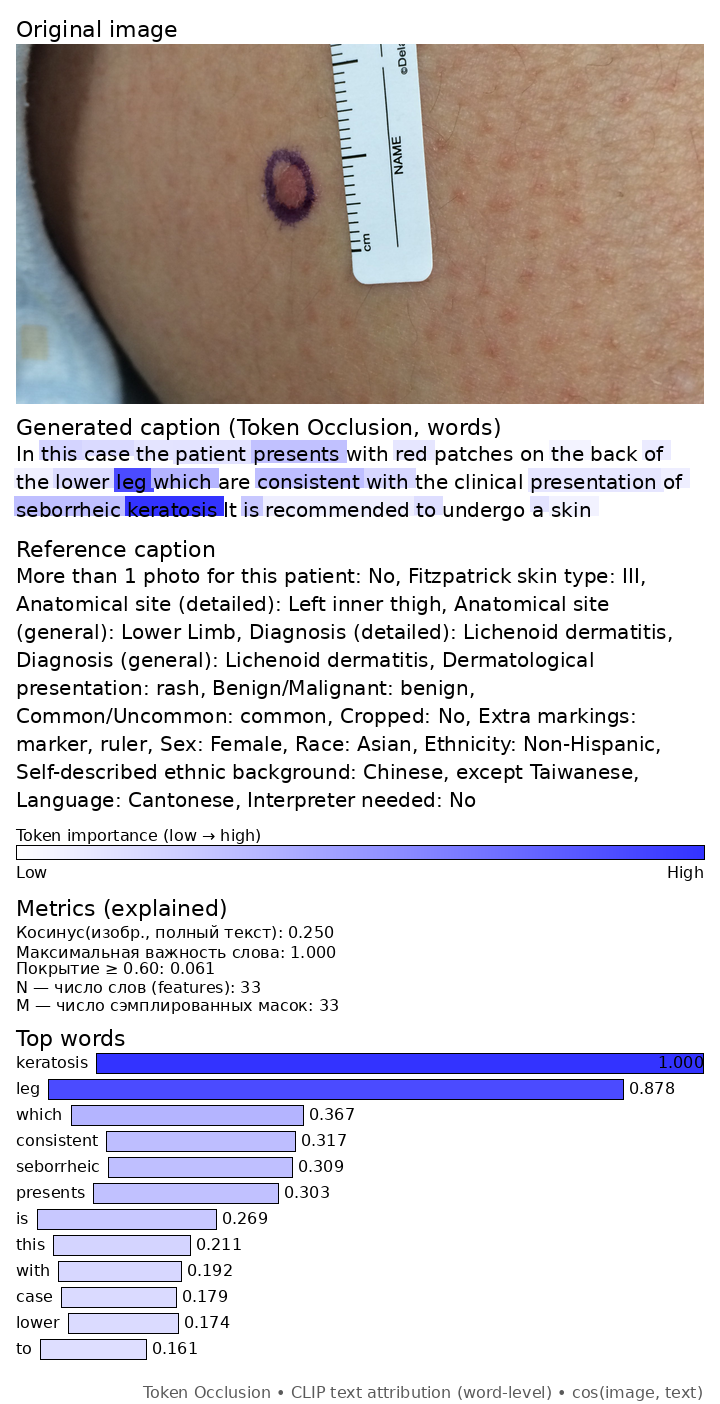 Original image
©Dela
NAME
cm
Generated caption (Token Occlusion, words)
In this case the patient presents with red patches on the back of
the lower leg which are consistent with the clinical presentation of
seborrheic keratosis It is recommended to undergo a skin
Reference caption
More than 1 photo for this patient: No, Fitzpatrick skin type: III,
Anatomical site (detailed): Left inner thigh, Anatomical site
(general): Lower Limb, Diagnosis (detailed): Lichenoid dermatitis,
Diagnosis (general): Lichenoid dermatitis, Dermatological
presentation: rash, Benign/Malignant: benign,
Common/Uncommon: common, Cropped: No, Extra markings:
marker, ruler, Sex: Female, Race: Asian, Ethnicity: Non-Hispanic,
Self-described ethnic background: Chinese, except Taiwanese,
Language: Cantonese, Interpreter needed: No
Token importance (low → high)
Low High
Metrics (explained)
Косинус(изобр., полный текст): 0.250
Максимальная важность слова: 1.000
Покрытие ≥ 0.60: 0.061
N — число слов (features): 33
M — число сэмплированных масок: 33
Top words
keratosis 1.000
leg 0.878
which 0.367
consistent 0.317
seborrheic 0.309
presents 0.303
is 0.269
this 0.211
with 0.192
case 0.179
lower 0.174
to 0.161
Token Occlusion • CLIP text attribution (word-level) • cos(image, text)